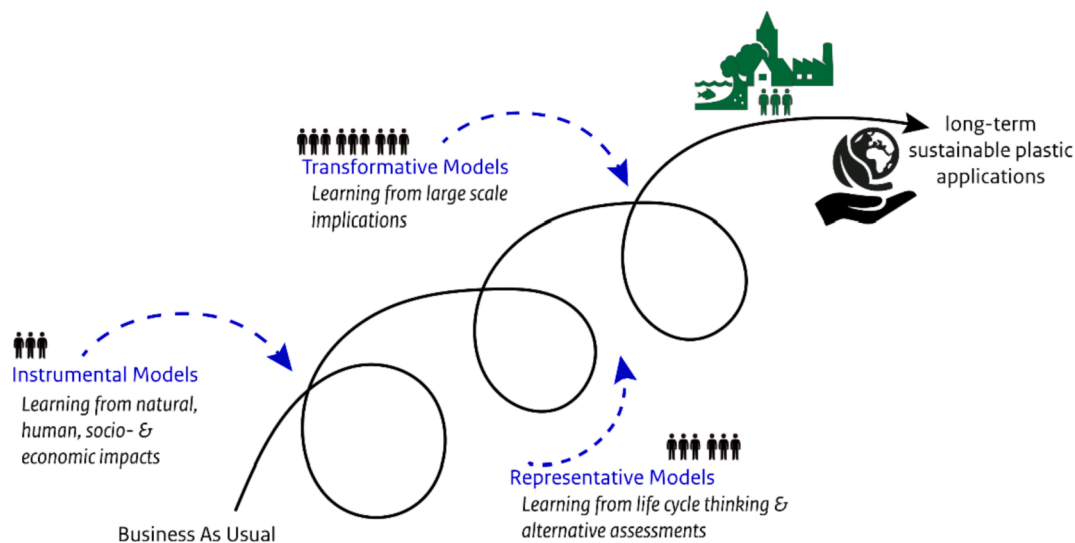 long-term
sustainable plastic
applications
Transformative Models
Learning from large scale
implications
Instrumental Models
Learning from natural,
human, socio- &
economic impacts
Representative Models
Learning from life cycle thinking &
alternative assessments
Business As Usual